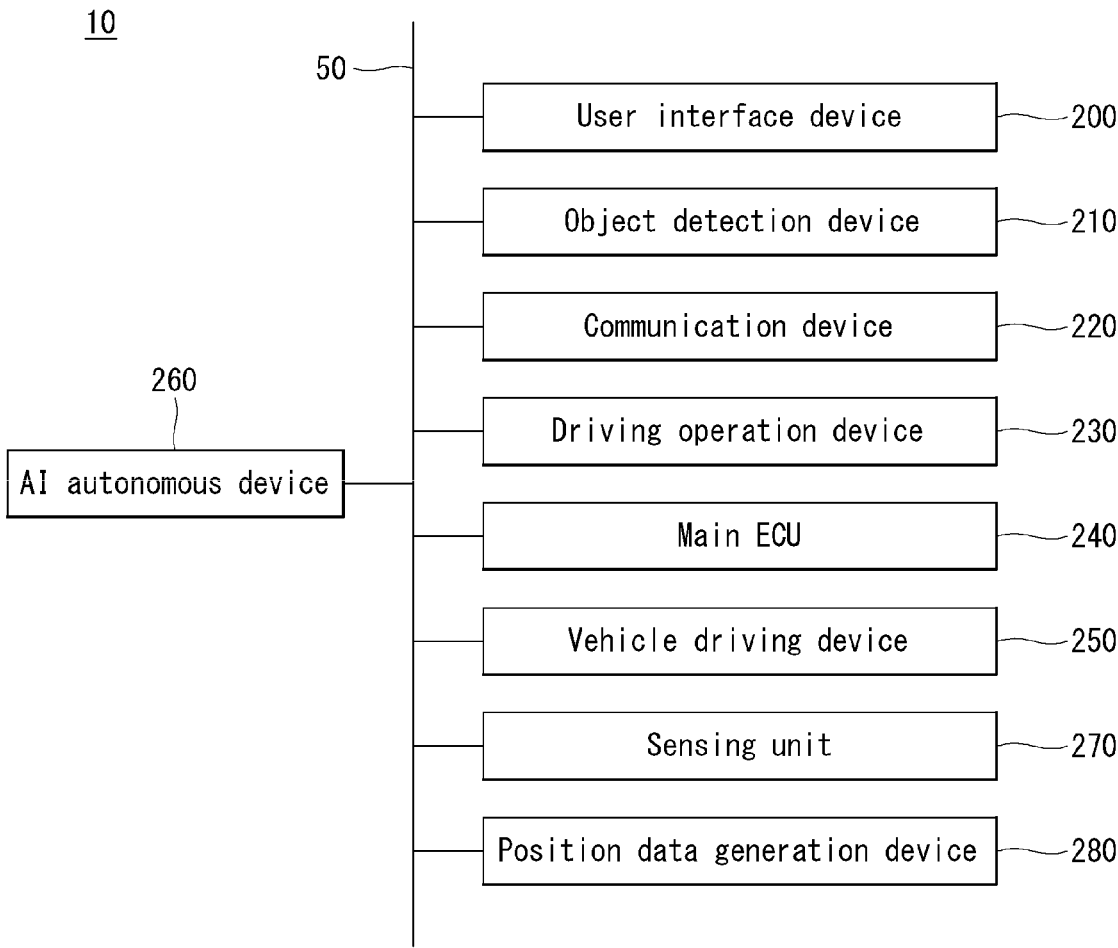 10
50
User interface device 200
Object detection device 210
Communication device 220
260
Driving operation device 230
AI autonomous device
Main ECU 240
Vehicle driving device 250
Sensing unit 270
Position data generation device 280